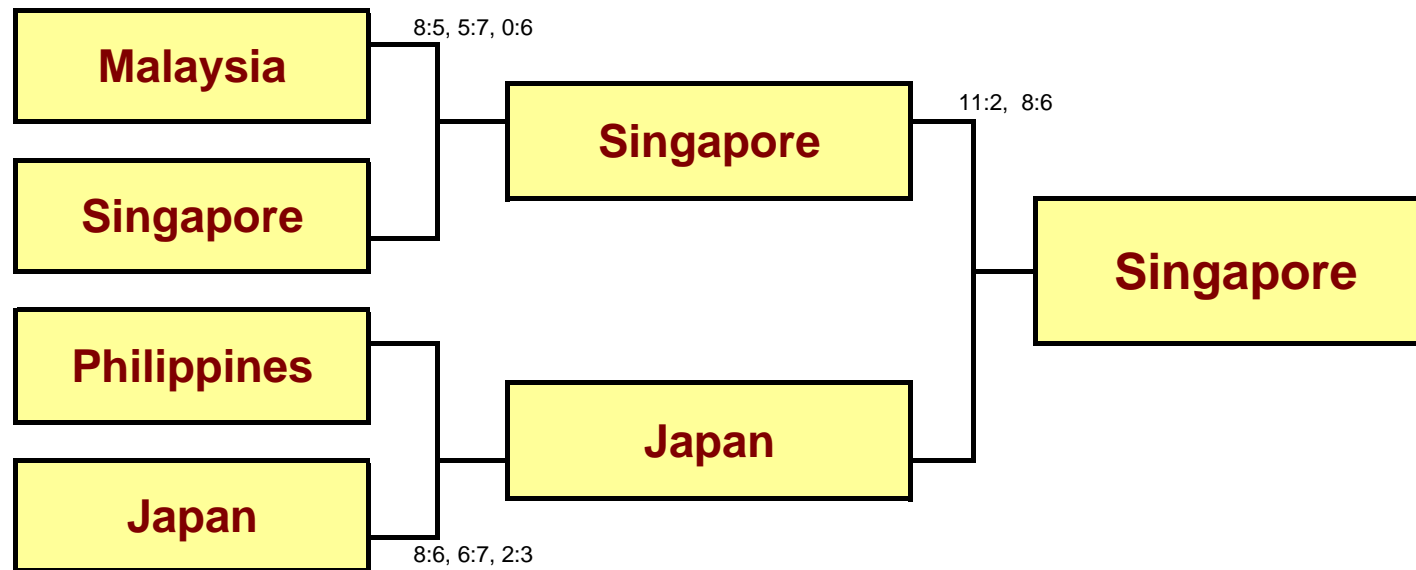 8:5, 5:7, 0:6
Malaysia
11:2,  8:6
Singapore
Singapore
Singapore
Philippines
Japan
Japan
8:6, 6:7, 2:3